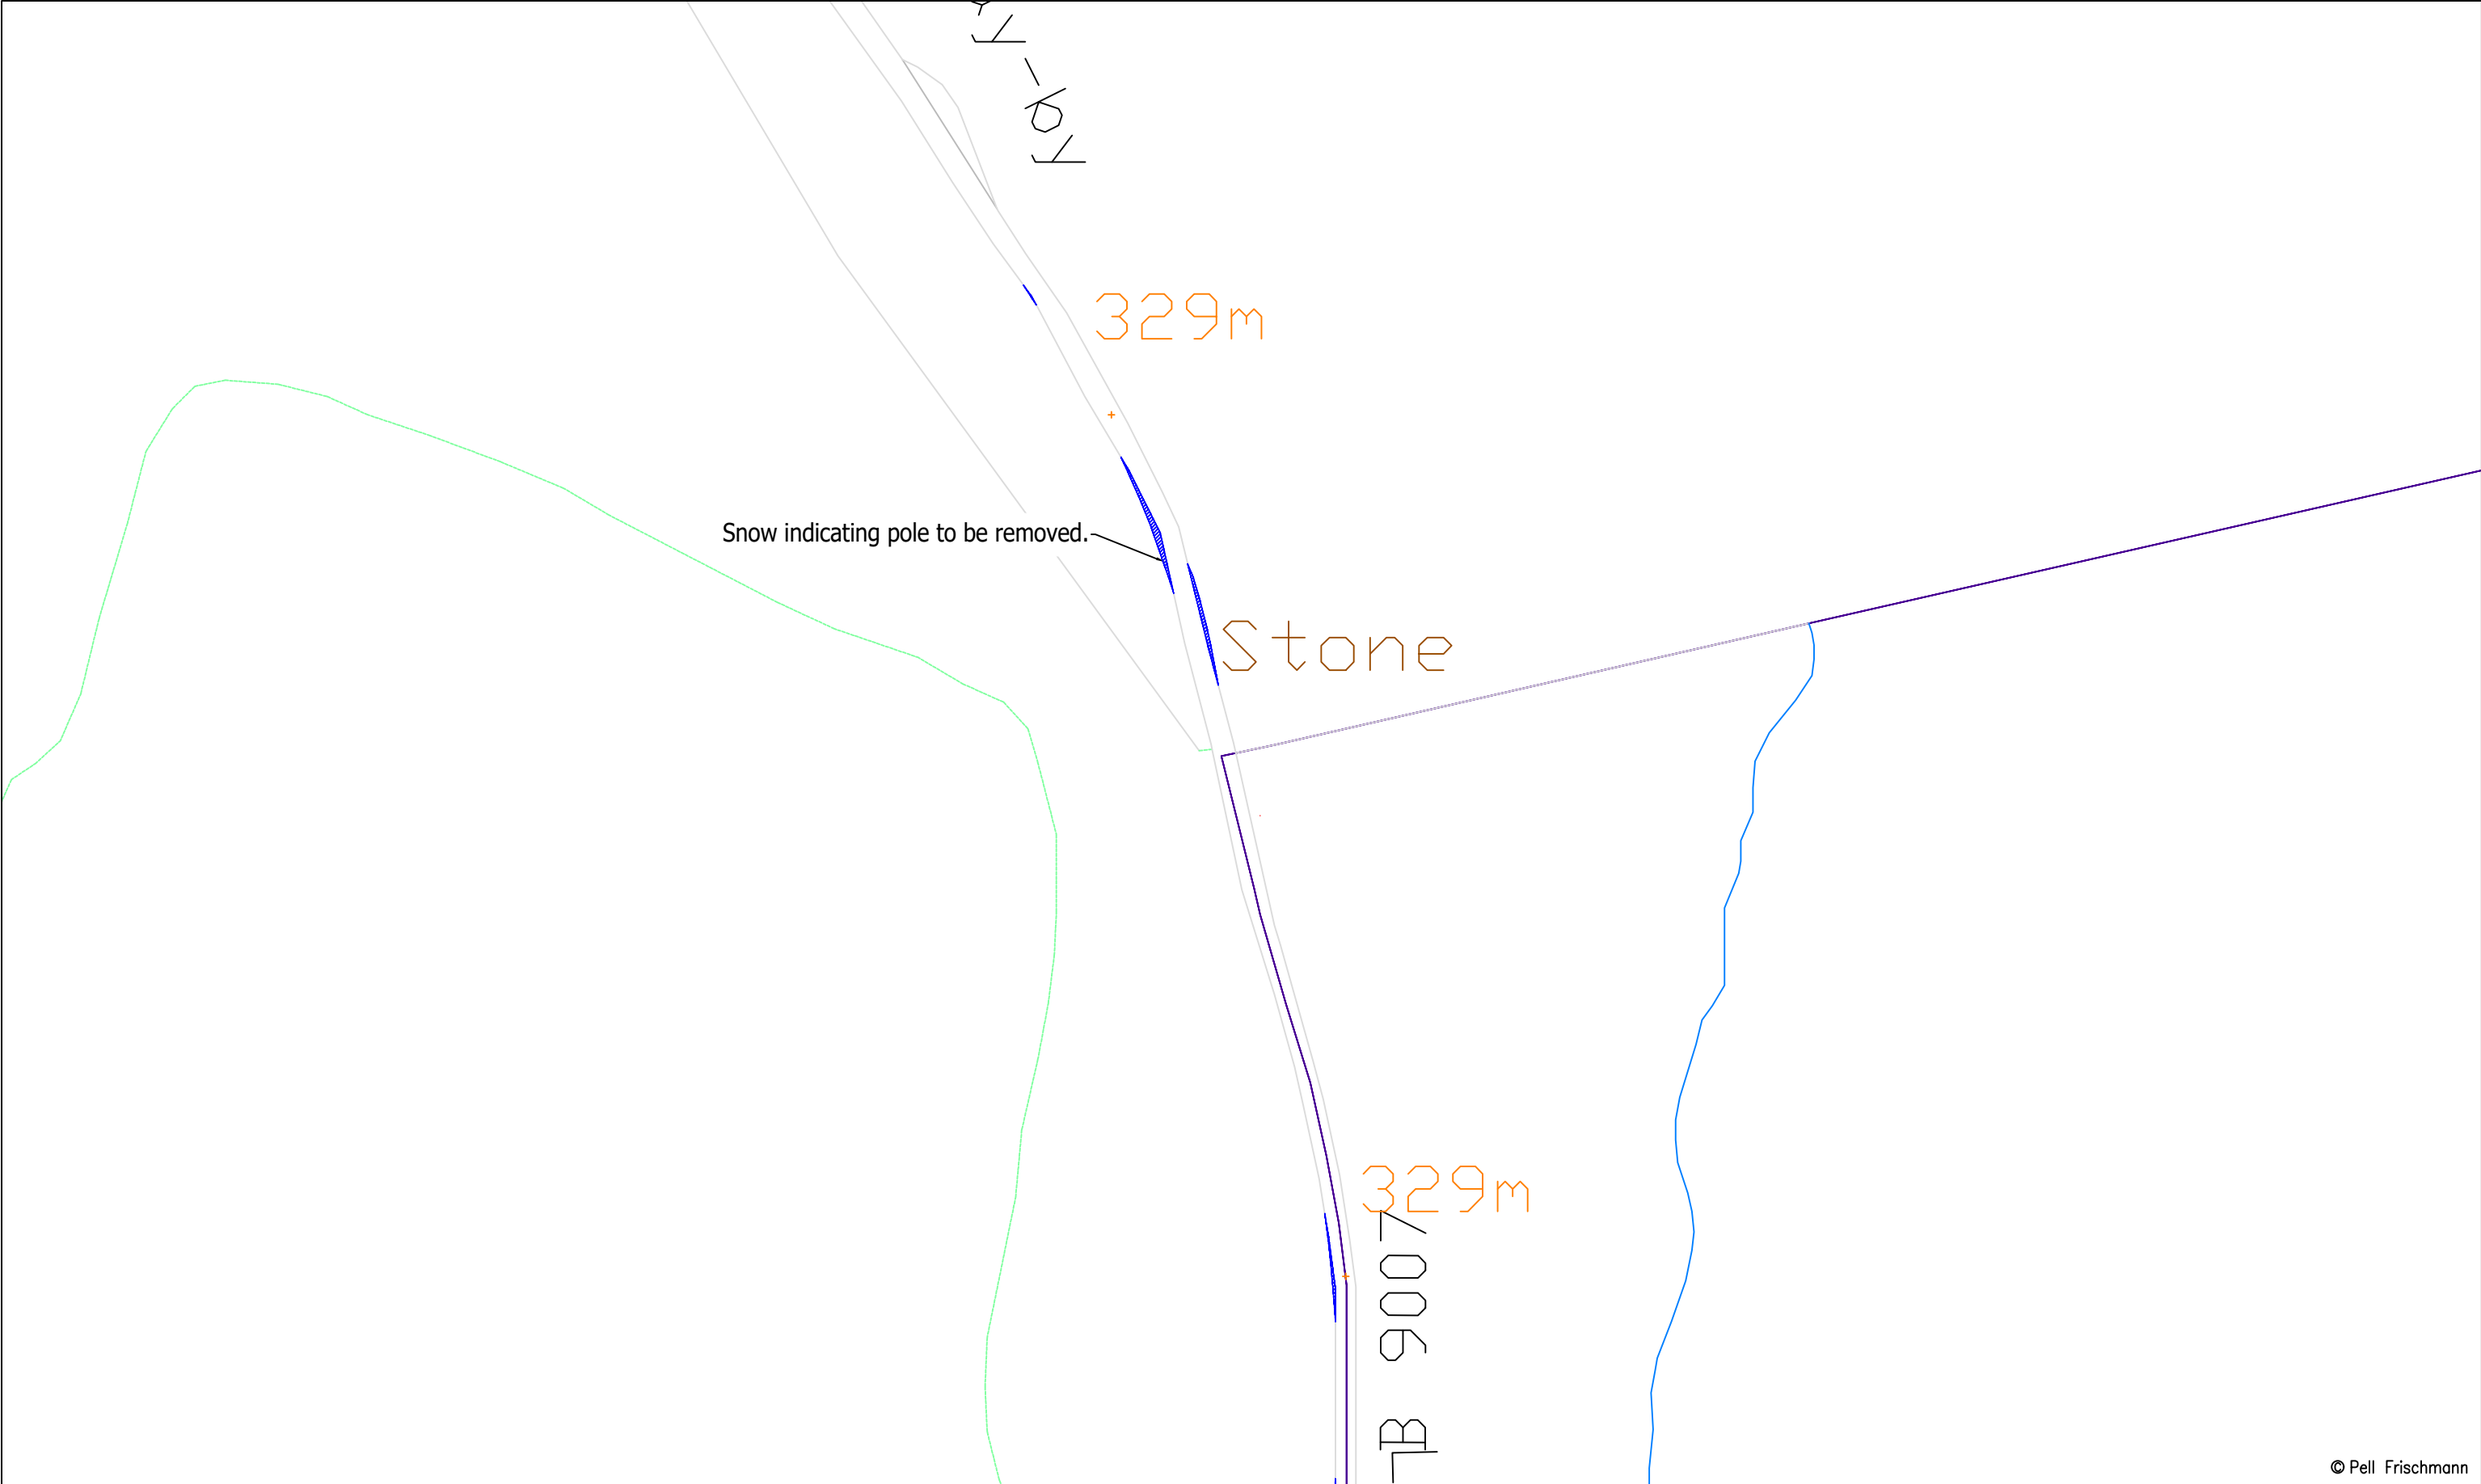 329m
Snow indicating pole to be removed.
Stone
329m
B 9007
© Pell Frischmann